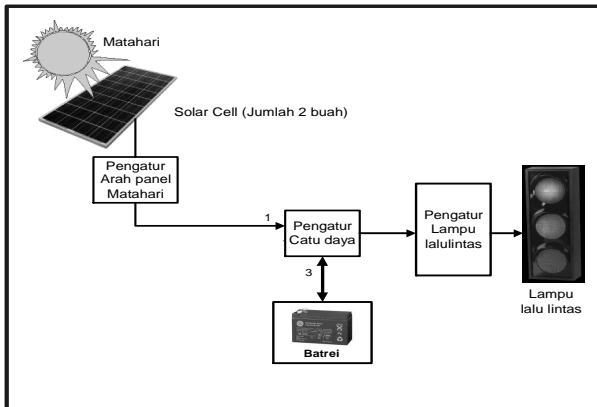 Matahari
Solar Cell (Jumlah 2 buah)
Pengatur
Arah panel
Matahari
1
Pengatur
Catu daya
3
Batrei
Pengatur
Lampu
lalulintas
Lampu
lalu lintas